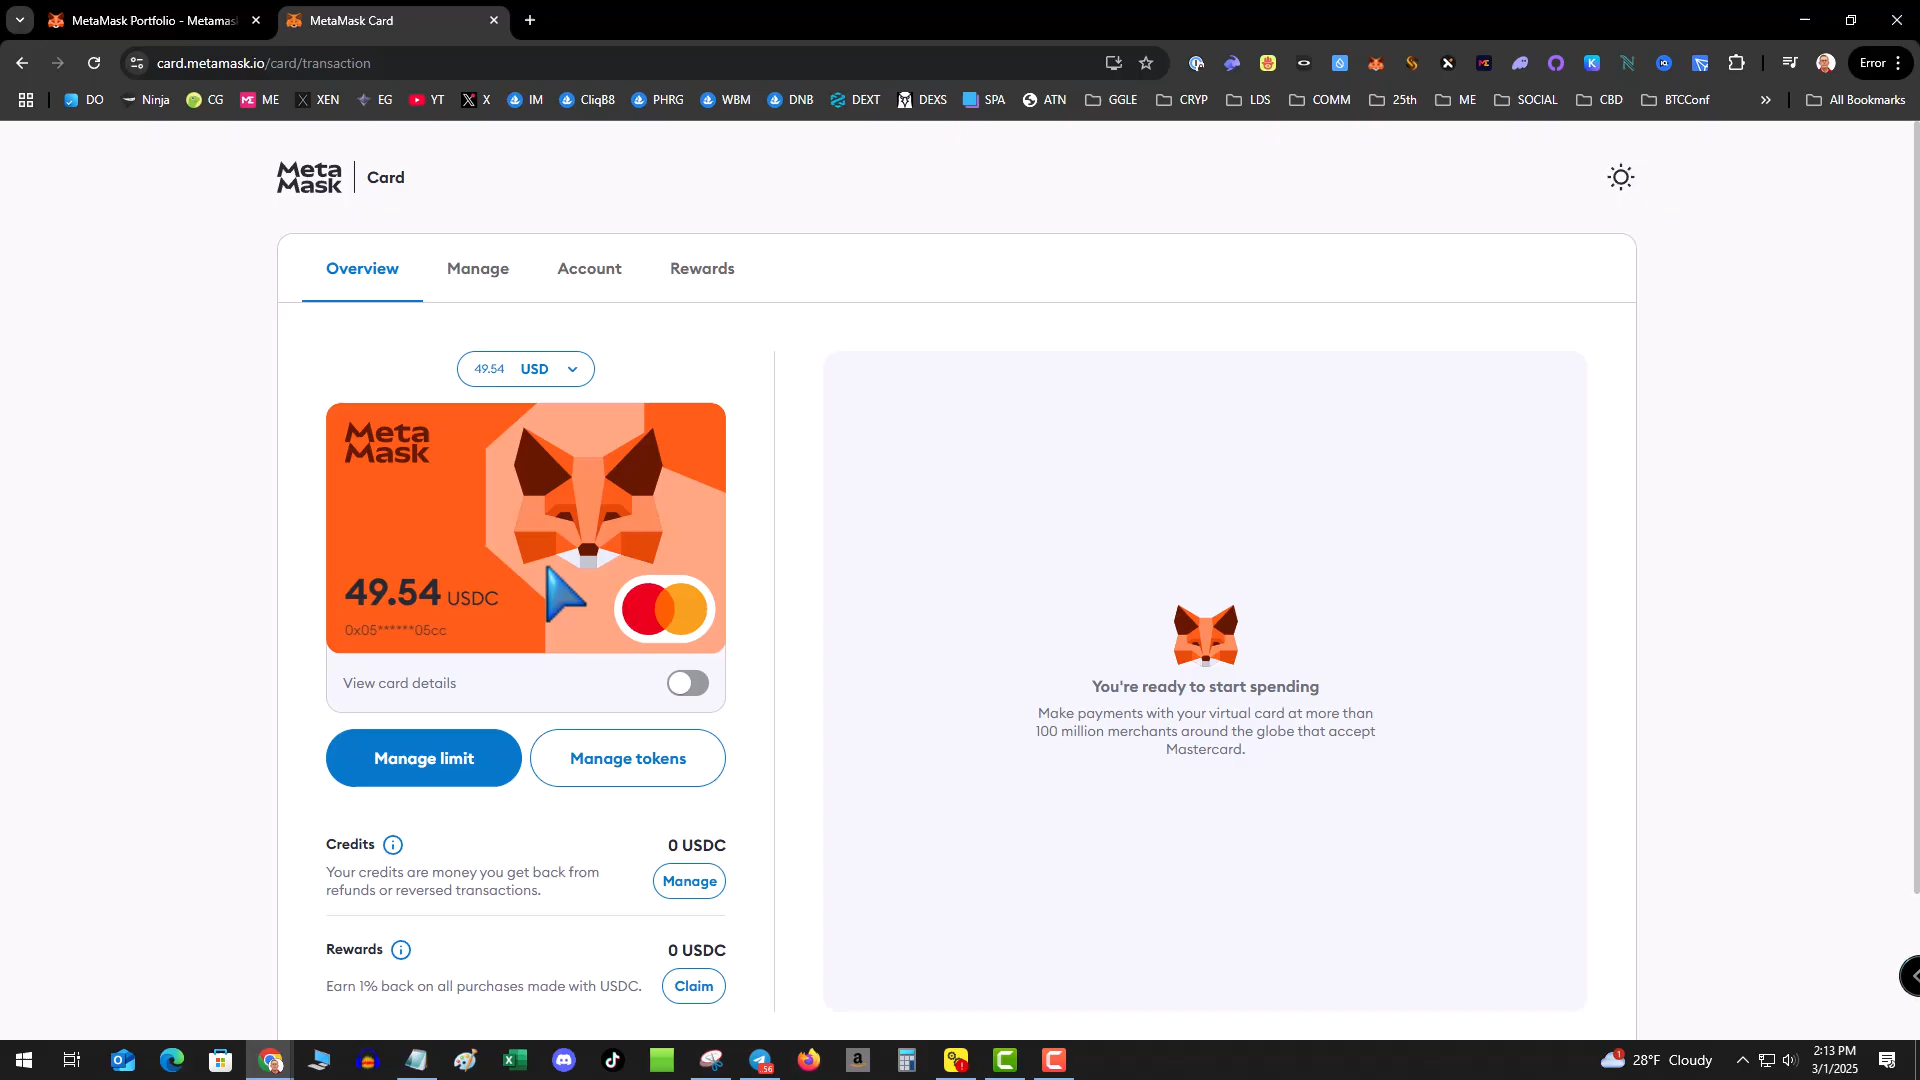 MetaMask Portfolio - Metamas
MetaMask Card
card.metamask.io/card/transaction
Error
DO
Ninja
CG
ME
XEN
EG
YT
X
IM
CliqB8
PHRG
WBM
DNB
DEXT
DEXS
SPA
ATN
GGLE
CRYP
LDS
COMM
25th
ME
SOCIAL
CBD
BTCConf
All Bookmarks
Meta
Mask
Card
Overview
Manage
Account
Rewards
49.54 USD
Meta
Mask
49.54 USDC
0x05******05cc
View card details
Manage limit
Manage tokens
You're ready to start spending
Make payments with your virtual card at more than
100 million merchants around the globe that accept
Mastercard.
Credits
0 USDC
Your credits are money you get back from
refunds or reversed transactions.
Manage
Rewards
0 USDC
Earn 1% back on all purchases made with USDC.
Claim
28°F Cloudy
2:13 PM
3/1/2025